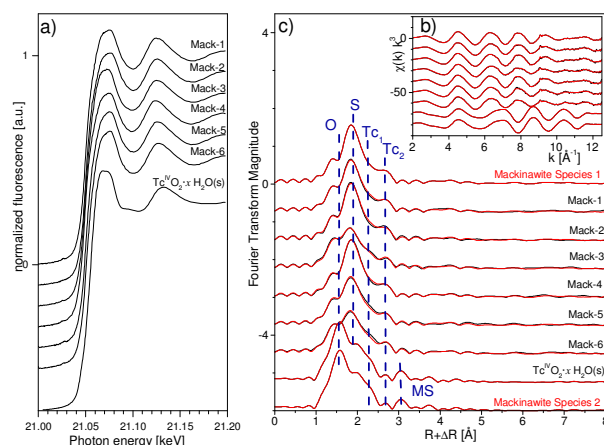 a)
1
0
normalized fluorescence [a.u.]
Mack-1
Mack-2
Mack-3
Mack-4
Mack-5
Mack-6
Tc^IVO₂·x H₂O(s)
21.00 21.05 21.10 21.15 21.20
Photon energy [keV]
c)
4
0
-4
Fourier Transform Magnitude
O
S
Tc₁
Tc₂
MS
Mackinawite Species 1
Mack-1
Mack-2
Mack-3
Mack-4
Mack-5
Mack-6
Tc^IVO₂·x H₂O(s)
Mackinawite Species 2
0 1 2 3 4 5 6 7 8
R+ΔR [Å]
b)
0
-50
χ(k) k³
2 4 6 8 10 12
k [Å⁻¹]